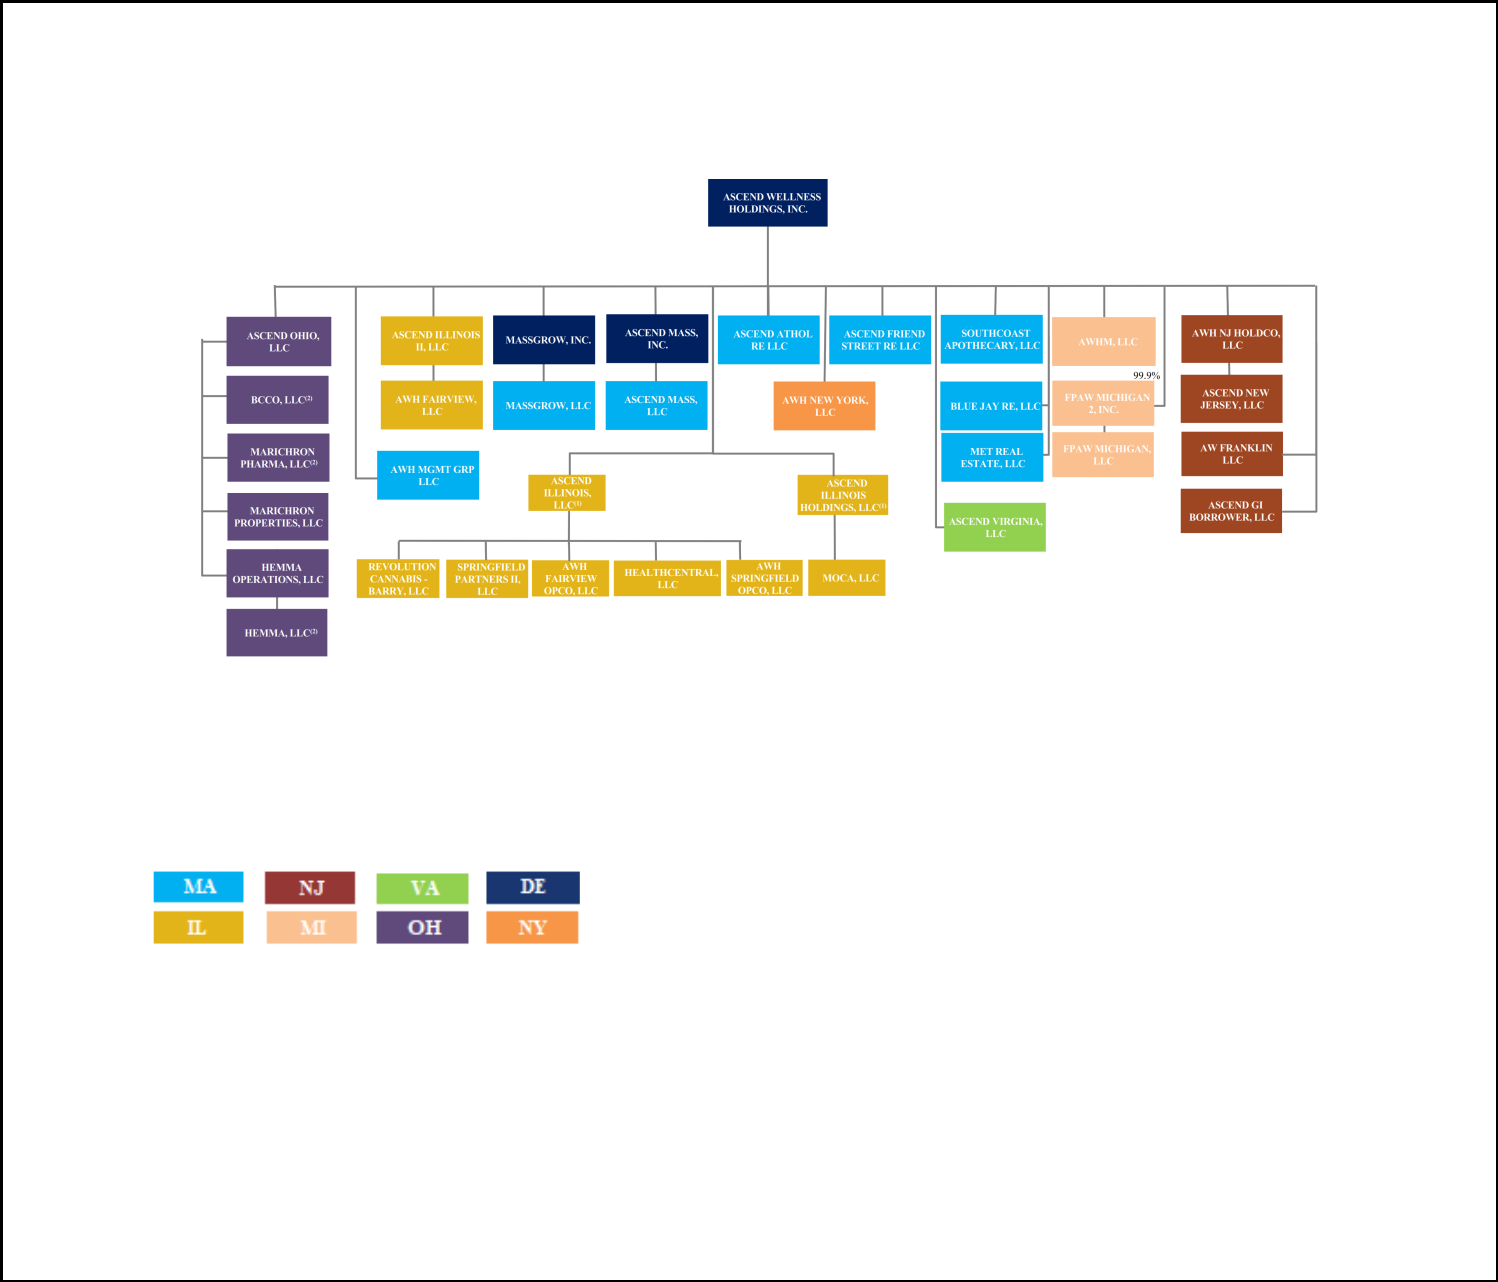 ASCEND WELLNESS
HOLDINGS, INC.
ASCEND OHIO,
LLC
BCCO, LLC(2)
MARICHRON
PHARMA, LLC(2)
MARICHRON
PROPERTIES, LLC
HEMMA
OPERATIONS, LLC
HEMMA, LLC(2)
ASCEND ILLINOIS
II, LLC
AWH FAIRVIEW,
LLC
AWH MGMT GRP
LLC
MASSGROW, INC.
MASSGROW, LLC
ASCEND MASS,
INC.
ASCEND MASS,
LLC
ASCEND
ILLINOIS,
LLC(1)
REVOLUTION
CANNABIS -
BARRY, LLC
SPRINGFIELD
PARTNERS II,
LLC
AWH
FAIRVIEW
OPCO, LLC
HEALTHCENTRAL,
LLC
AWH
SPRINGFIELD
OPCO, LLC
ASCEND
ILLINOIS
HOLDINGS, LLC(1)
MOCA, LLC
ASCEND ATHOL
RE LLC
AWH NEW YORK,
LLC
ASCEND FRIEND
STREET RE LLC
SOUTHCOAST
APOTHECARY, LLC
BLUE JAY RE, LLC
MET REAL
ESTATE, LLC
ASCEND VIRGINIA,
LLC
AWHM, LLC
99.9%
FPAW MICHIGAN
2, INC.
FPAW MICHIGAN,
LLC
AWH NJ HOLDCO,
LLC
ASCEND NEW
JERSEY, LLC
AW FRANKLIN
LLC
ASCEND GI
BORROWER, LLC
MA
NJ
VA
DE
IL
MI
OH
NY